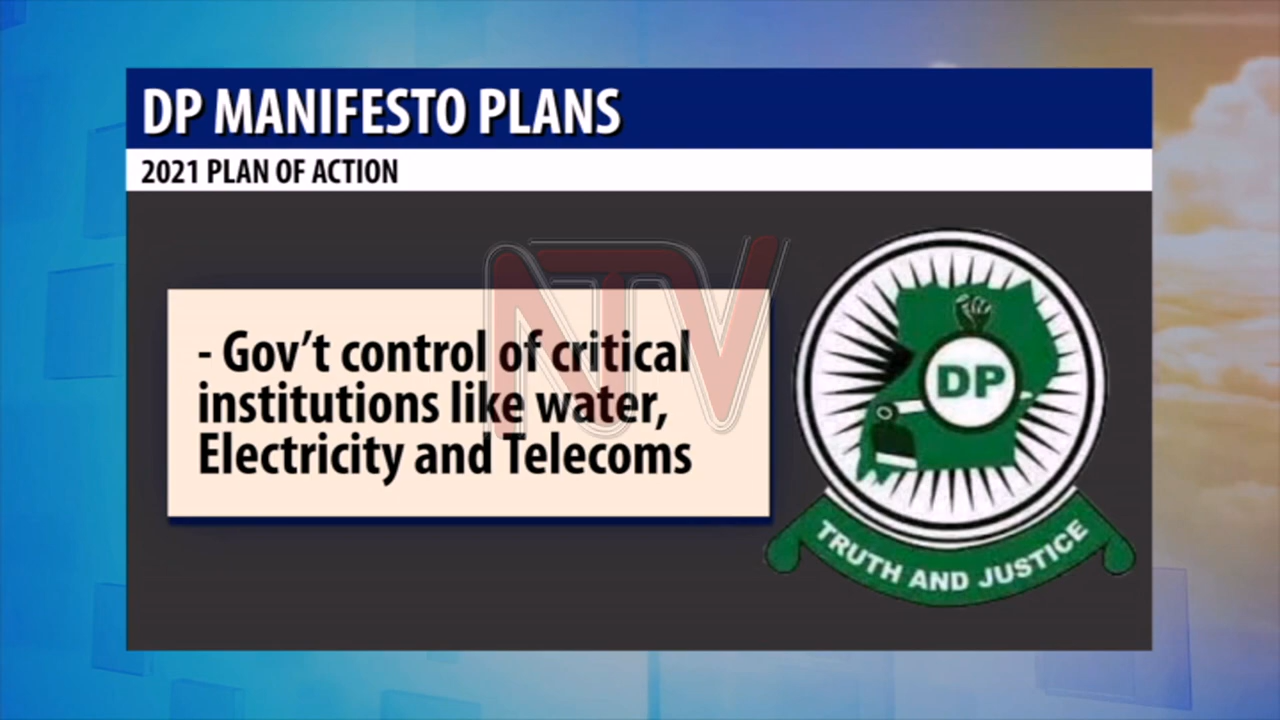 DP MANIFESTO PLANS
2021 PLAN OF ACTION
NTV
- Gov’t control of critical
institutions like water,
Electricity and Telecoms
DP
TRUTH AND JUSTICE